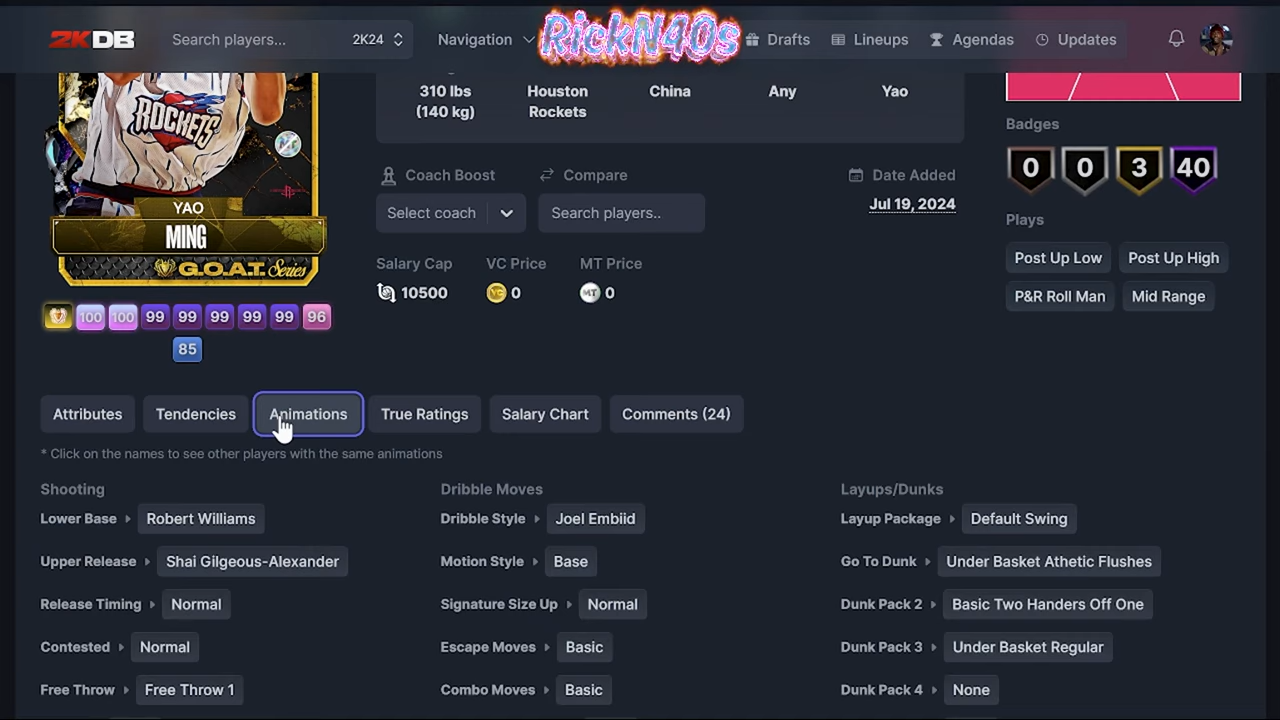 2KDB
Search players...
2K24
Navigation
RickN40s
Drafts
Lineups
Agendas
Updates
310 lbs
(140 kg)
Houston
Rockets
China
Any
Yao
ROCKETS
YAO
MING
G.O.A.T. Series
100 100 99 99 99 99 99 96
85
Coach Boost
Select coach
Compare
Search players..
Date Added
Jul 19, 2024
Salary Cap
10500
VC Price
VC 0
MT Price
MT 0
Badges
0 0 3 40
Plays
Post Up Low
Post Up High
P&R Roll Man
Mid Range
Attributes
Tendencies
Animations
True Ratings
Salary Chart
Comments (24)
* Click on the names to see other players with the same animations
Shooting
Lower Base Robert Williams
Upper Release Shai Gilgeous-Alexander
Release Timing Normal
Contested Normal
Free Throw Free Throw 1
Dribble Moves
Dribble Style Joel Embiid
Motion Style Base
Signature Size Up Normal
Escape Moves Basic
Combo Moves Basic
Layups/Dunks
Layup Package Default Swing
Go To Dunk Under Basket Athetic Flushes
Dunk Pack 2 Basic Two Handers Off One
Dunk Pack 3 Under Basket Regular
Dunk Pack 4 None